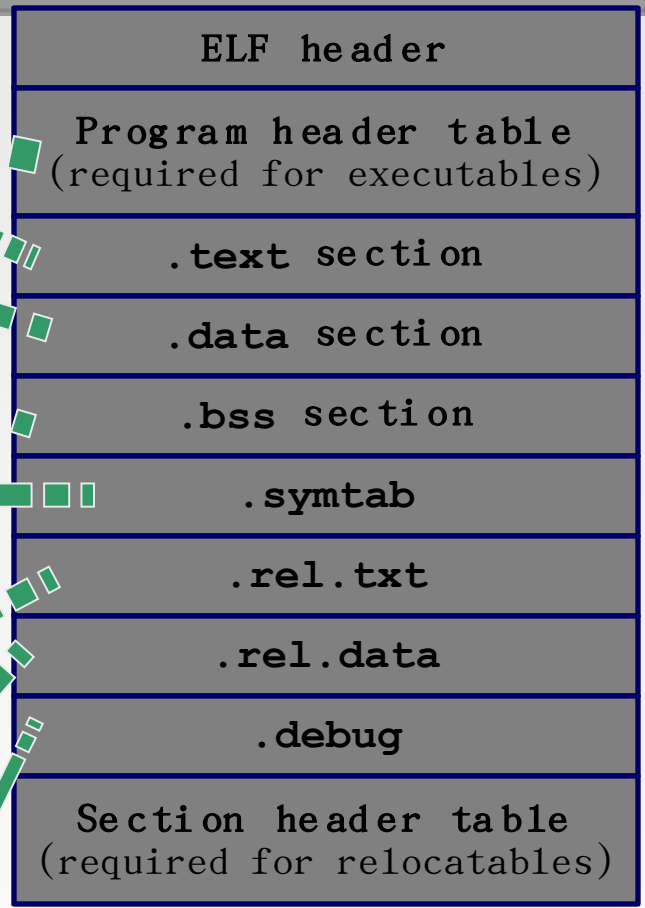 ELF header
Program header table
(required for executables)
.text section
.data section
.bss section
.symtab
.rel.txt
.rel.data
.debug
Section header table
(required for relocatables)